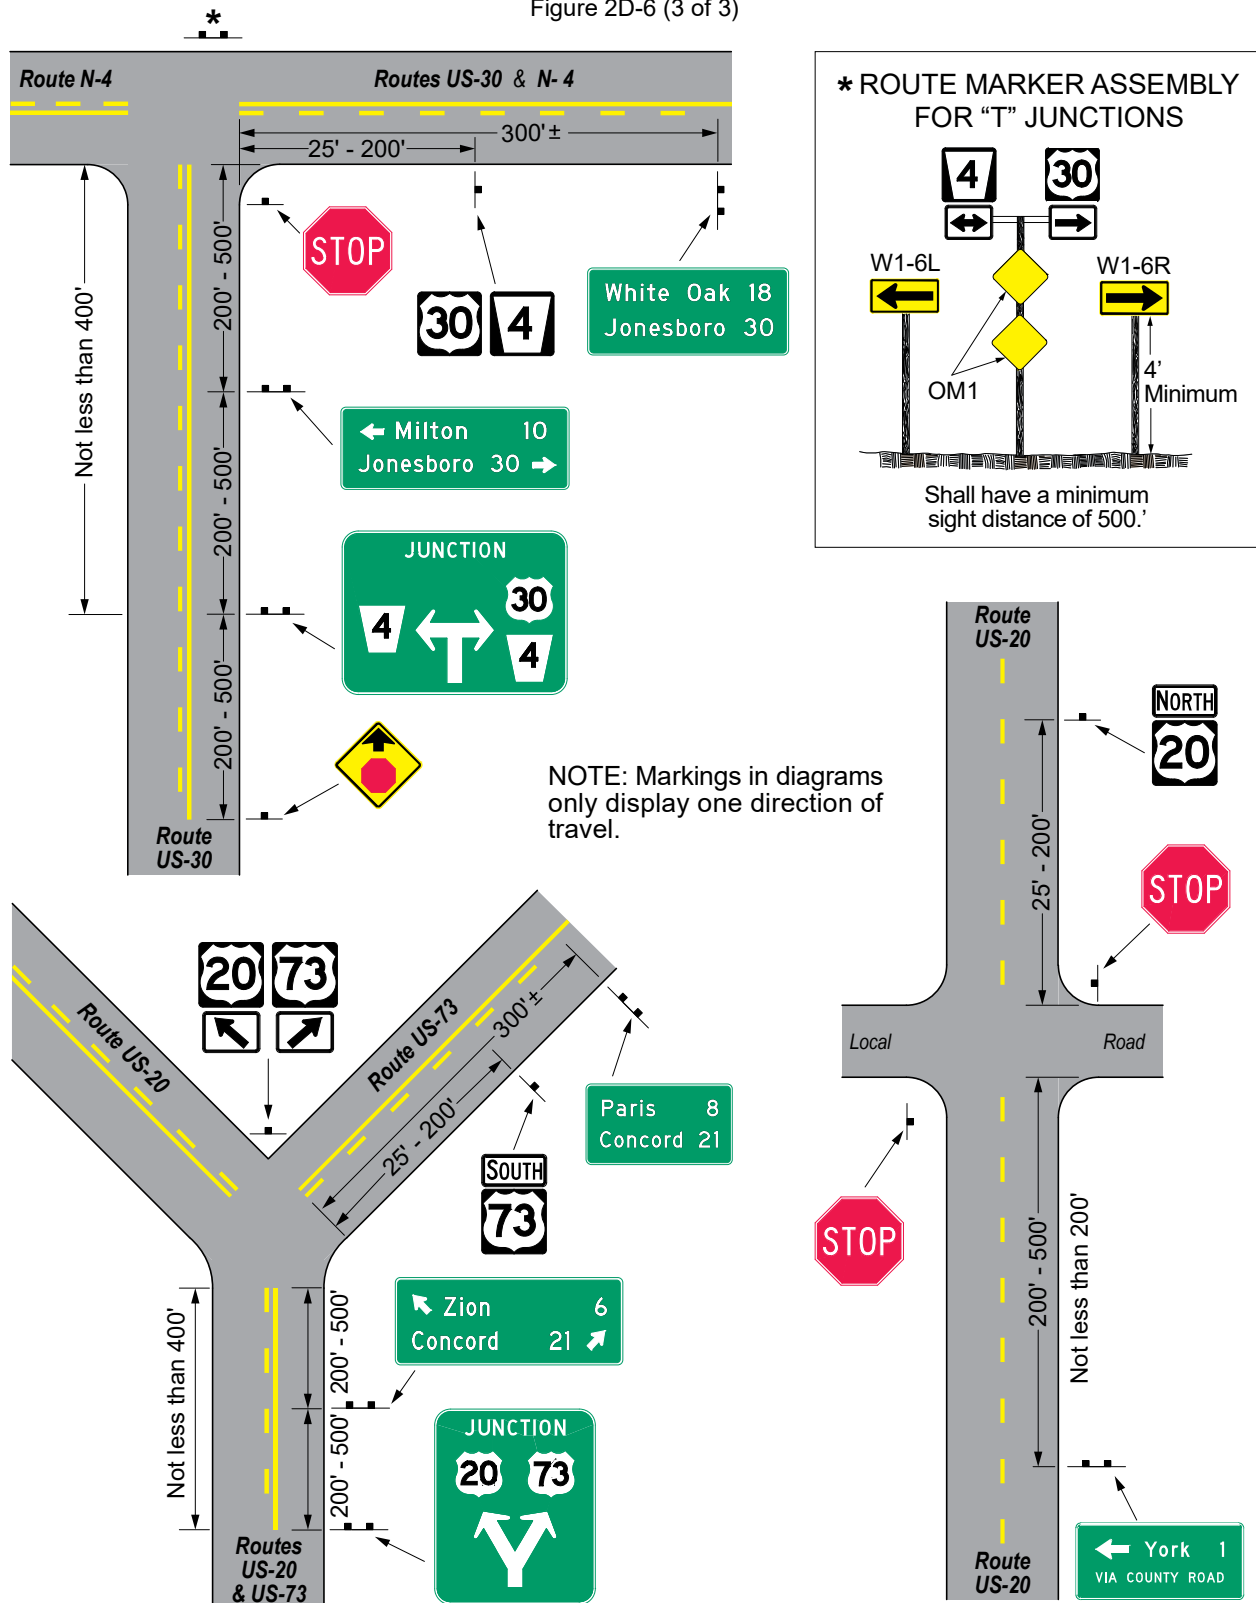 Figure 2D-6 (3 of 3)
*
Route N-4
Routes US-30 & N- 4
300'±
25' - 200'
Not less than 400'
200' - 500'
200' - 500'
200' - 500'
STOP
30
4
White Oak 18
Jonesboro 30
← Milton 10
Jonesboro 30 →
JUNCTION
4
30
4
Route
US-30
* ROUTE MARKER ASSEMBLY
FOR “T” JUNCTIONS
4
30
W1-6L
W1-6R
OM1
4'
Minimum
Shall have a minimum
sight distance of 500.’
NOTE: Markings in diagrams
only display one direction of
travel.
20
73
Route US-20
Route US-73
300'±
25' - 200'
Paris 8
Concord 21
SOUTH
73
Not less than 400'
200' - 500'
200' - 500'
Zion 6
Concord 21
JUNCTION
20 73
Routes
US-20
& US-73
Route
US-20
NORTH
20
25' - 200'
STOP
Local Road
STOP
200' - 500'
Not less than 200'
← York 1
VIA COUNTY ROAD
Route
US-20